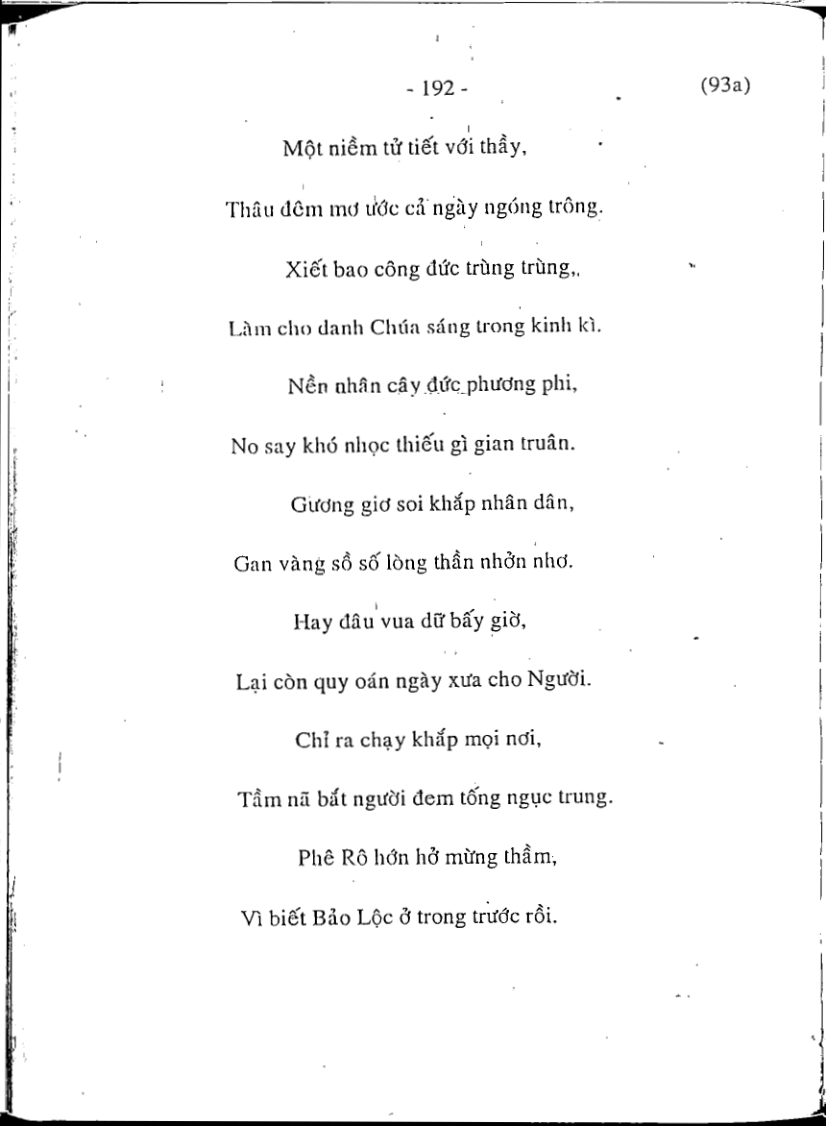 - 192 - (93a)
Một niềm tử tiết với thầy,
Thâu đêm mơ ước cả ngày ngóng trông.
Xiết bao công đức trùng trùng,
Làm cho danh Chúa sáng trong kinh kì.
Nền nhân cây đức phương phi,
No say khó nhọc thiếu gì gian truân.
Gương giơ soi khắp nhân dân,
Gan vàng sồ số lòng thần nhởn nhơ.
Hay đâu vua dữ bấy giờ,
Lại còn quy oán ngày xưa cho Người.
Chỉ ra chạy khắp mọi nơi,
Tầm nã bắt người đem tống ngục trung.
Phê Rô hớn hở mừng thầm,
Vì biết Bảo Lộc ở trong trước rồi.